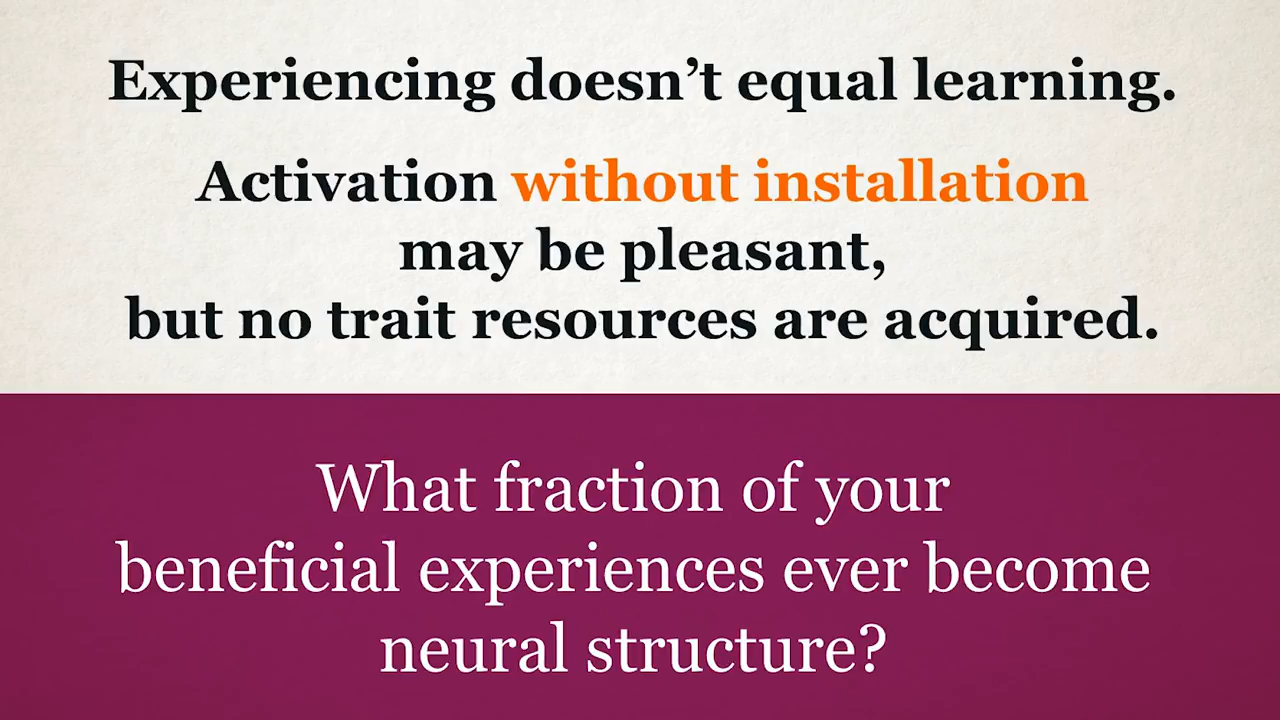 Experiencing doesn’t equal learning.
Activation without installation
may be pleasant,
but no trait resources are acquired.
What fraction of your
beneficial experiences ever become
neural structure?